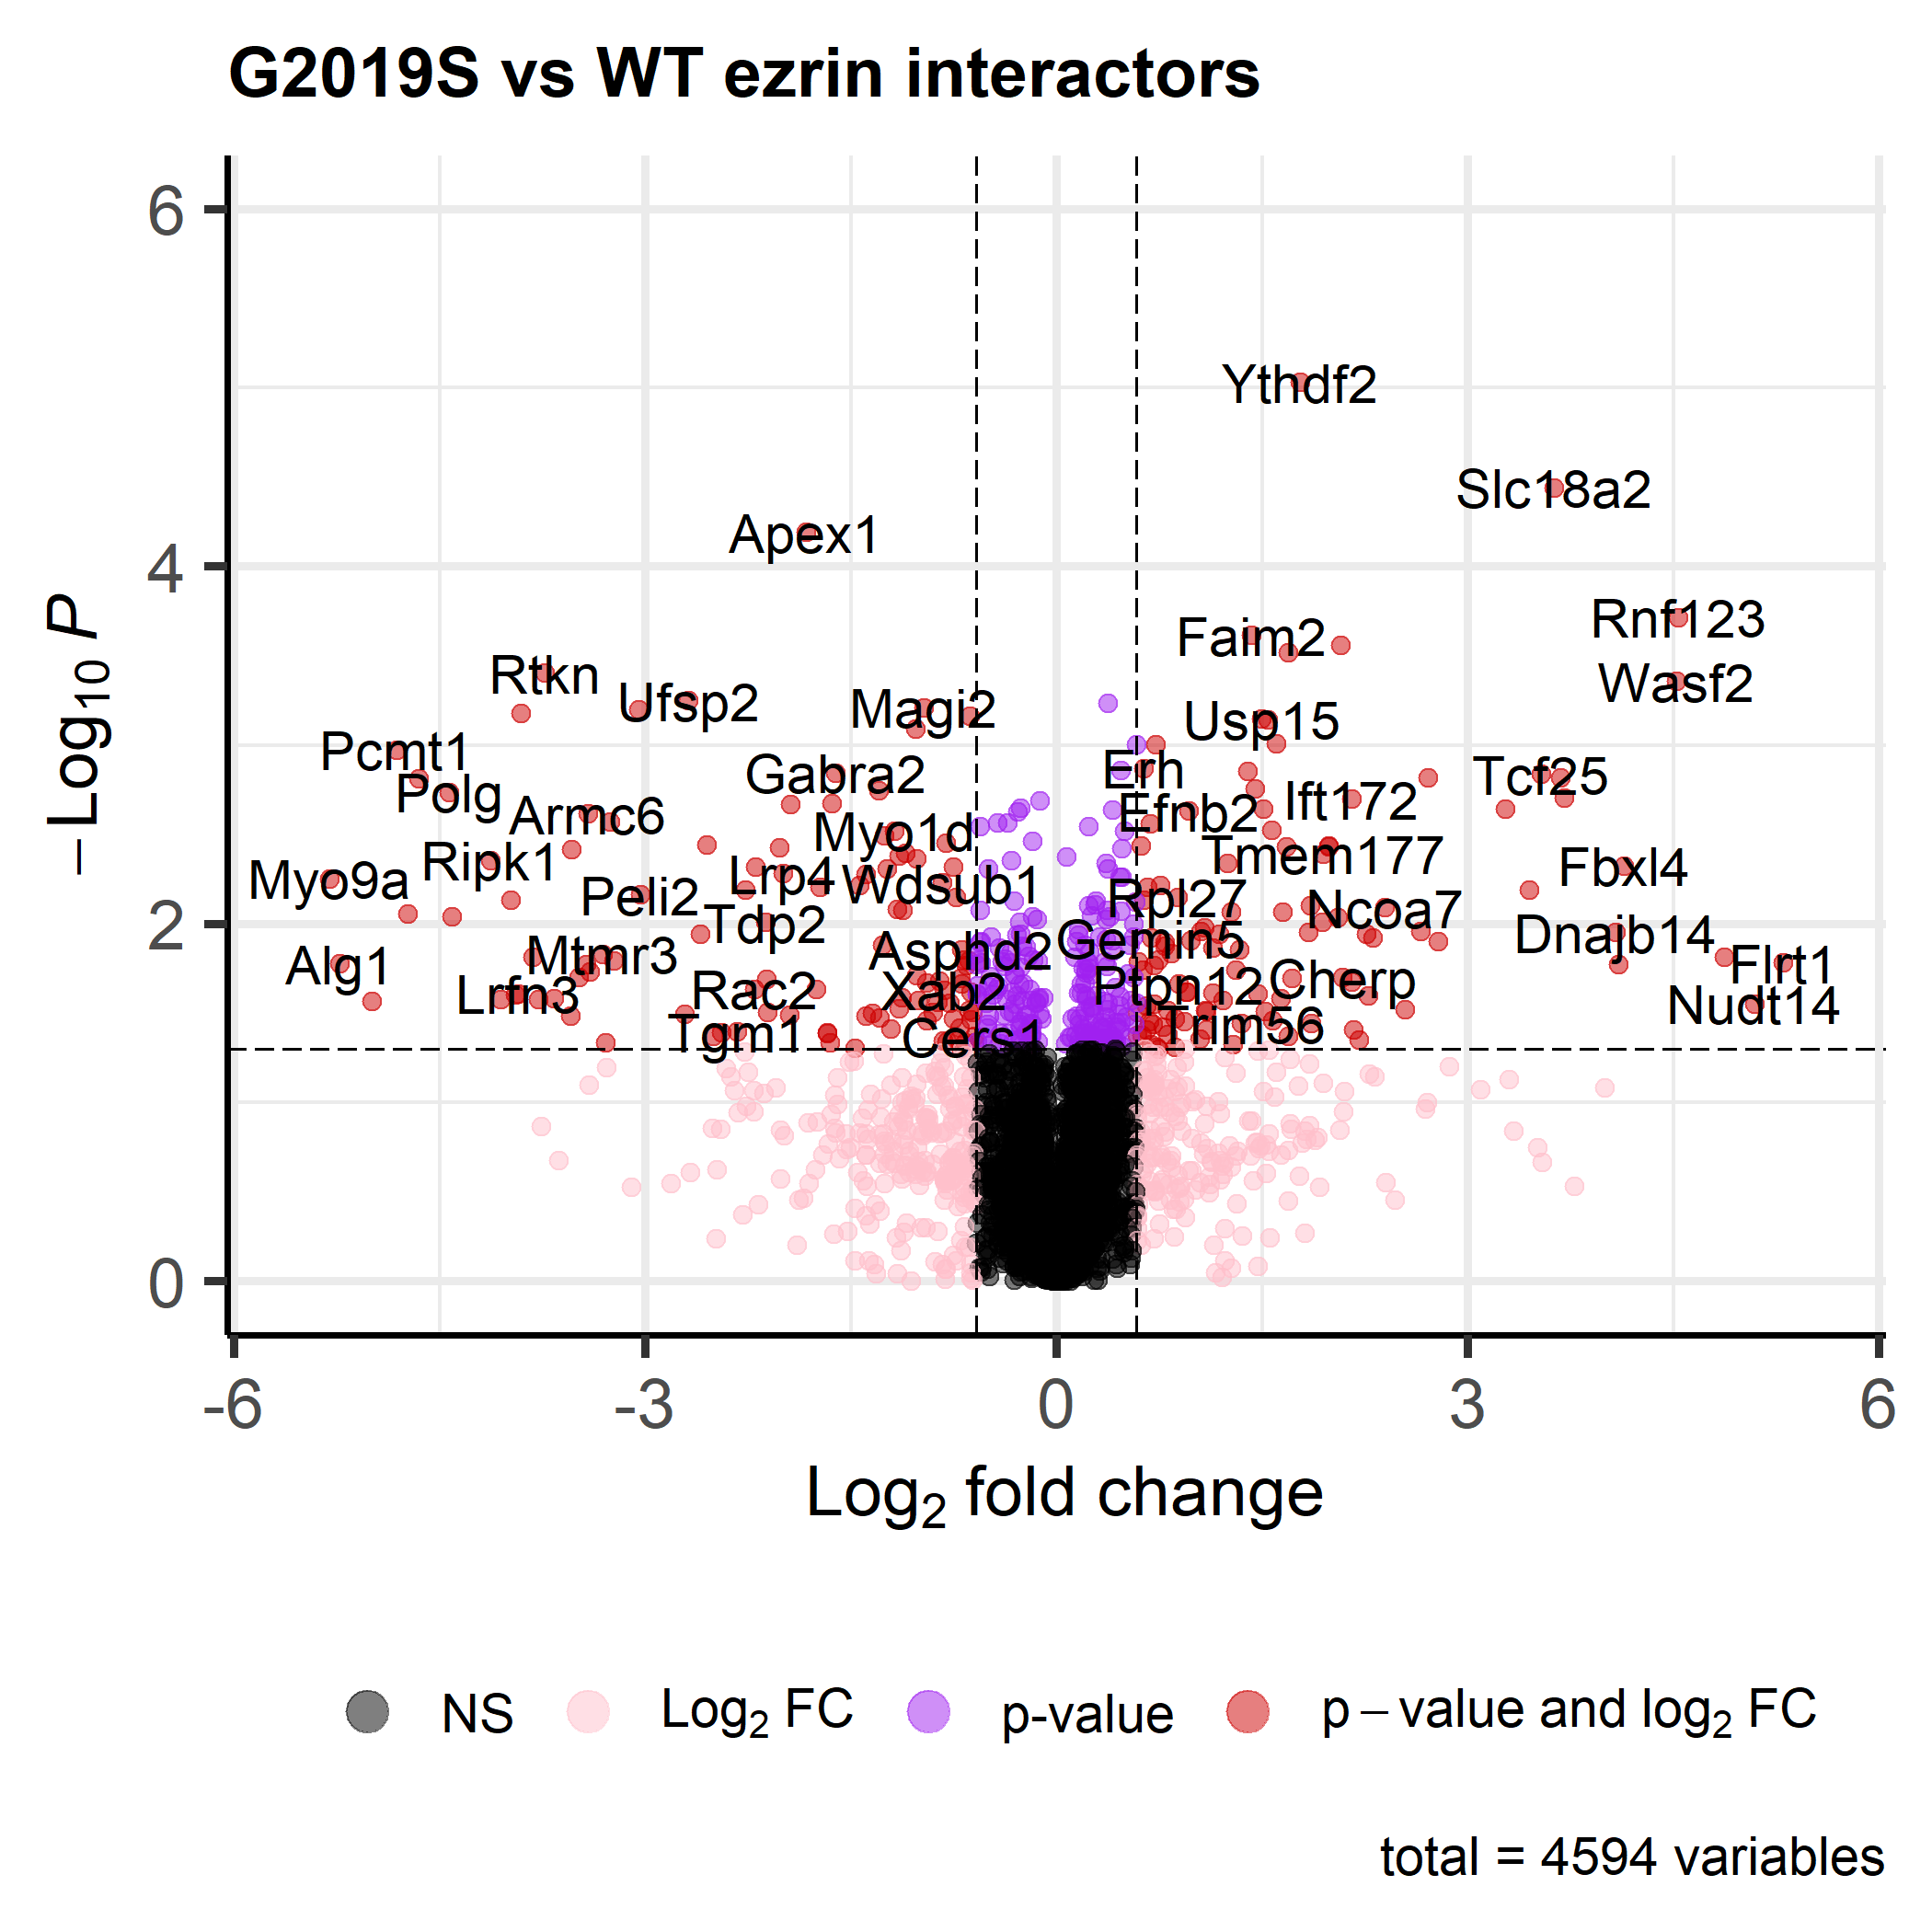 G2019S vs WT ezrin interactors
6
4
2
0
−Log10 P
Ythdf2
Slc18a2
Apex1
Rnf123
Faim2
Rtkn
Wasf2
Ufsp2
Magi2
Usp15
Pcmt1
Gabra2
Erh
Tcf25
Polg
Armc6
Efnb2
Ift172
Myo1d
Tmem177
Ripk1
Fbxl4
Myo9a
Lrp4
Wdsub1
Peli2
Rpl27
Ncoa7
Tdp2
Gemin5
Dnajb14
Asphd2
Mtmr3
Alg1
Flrt1
Cherp
Ptpn12
Rac2
Xab2
Lrfn3
Nudt14
Trim56
Tgm1
Cers1
-6 -3 0 3 6
Log2 fold change
NS Log2 FC p-value p − value and log2 FC
total = 4594 variables